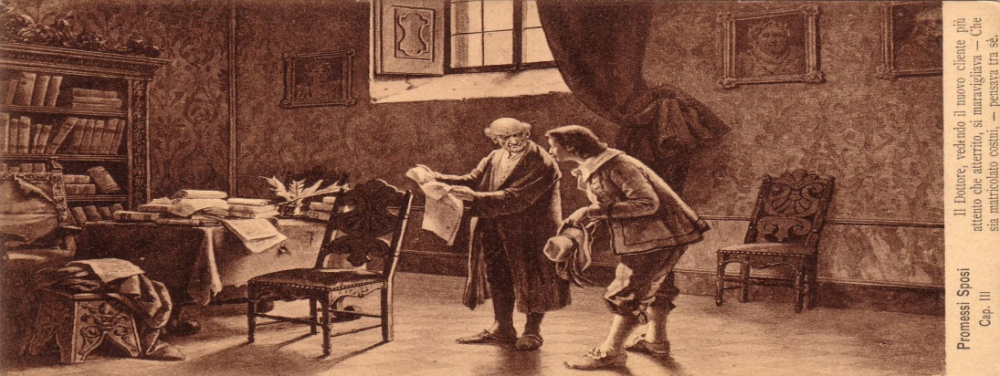 Promessi Sposi
Cap. III
Il Dottore, vedendo il nuovo cliente più
attento che atterrito, si maravigliava — Che
sia matricolato costui, — pensava tra sè.